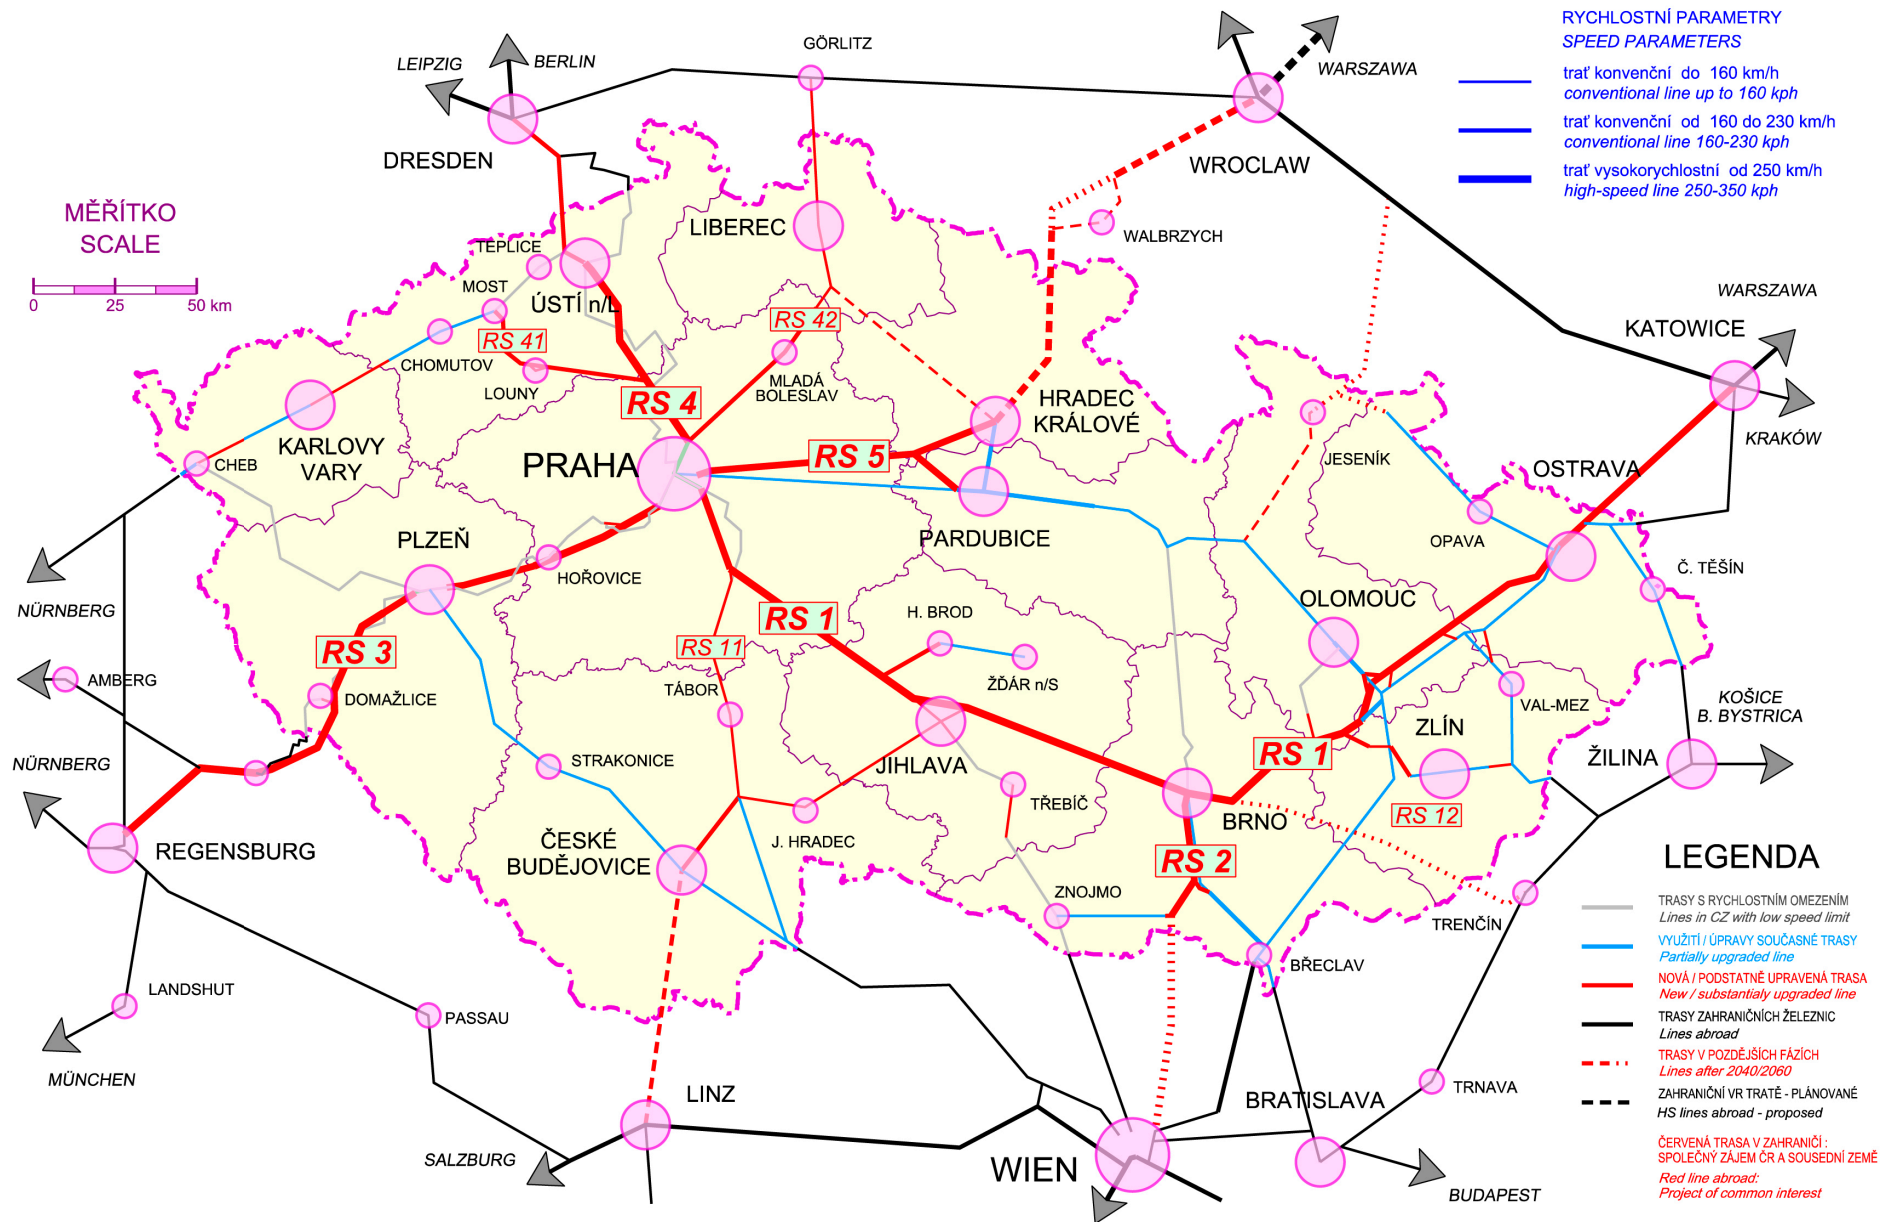 RYCHLOSTNÍ PARAMETRY
SPEED PARAMETERS
trať konvenční do 160 km/h
conventional line up to 160 kph
trať konvenční od 160 do 230 km/h
conventional line 160-230 kph
trať vysokorychlostní od 250 km/h
high-speed line 250-350 kph
MĚŘÍTKO
SCALE
0 25 50 km
LEIPZIG
BERLIN
GÖRLITZ
WARSZAWA
DRESDEN
WROCLAW
LIBEREC
WALBRZYCH
TEPLICE
MOST
ÚSTÍ n/L
WARSZAWA
KATOWICE
RS 41
RS 42
CHOMUTOV
LOUNY
MLADÁ
BOLESLAV
RS 4
HRADEC
KRÁLOVÉ
KRAKÓW
KARLOVY
VARY
CHEB
PRAHA
RS 5
JESENÍK
OSTRAVA
PLZEŇ
PARDUBICE
OPAVA
HOŘOVICE
Č. TĚŠÍN
NÜRNBERG
OLOMOUC
H. BROD
RS 1
RS 3
RS 11
AMBERG
DOMAŽLICE
TÁBOR
ŽĎÁR n/S
VAL-MEZ
KOŠICE
B. BYSTRICA
ZLÍN
NÜRNBERG
STRAKONICE
JIHLAVA
RS 1
ŽILINA
TŘEBÍČ
RS 12
BRNO
REGENSBURG
ČESKÉ
BUDĚJOVICE
J. HRADEC
RS 2
ZNOJMO
TRENČÍN
BŘECLAV
LANDSHUT
PASSAU
MÜNCHEN
LINZ
TRNAVA
BRATISLAVA
SALZBURG
WIEN
BUDAPEST
LEGENDA
TRASY S RYCHLOSTNÍM OMEZENÍM
Lines in CZ with low speed limit
VYUŽITÍ / ÚPRAVY SOUČASNÉ TRASY
Partially upgraded line
NOVÁ / PODSTATNĚ UPRAVENÁ TRASA
New / substantialy upgraded line
TRASY ZAHRANIČNÍCH ŽELEZNIC
Lines abroad
TRASY V POZDĚJŠÍCH FÁZÍCH
Lines after 2040/2060
ZAHRANIČNÍ VR TRATĚ - PLÁNOVANÉ
HS lines abroad - proposed
ČERVENÁ TRASA V ZAHRANIČÍ :
SPOLEČNÝ ZÁJEM ČR A SOUSEDNÍ ZEMĚ
Red line abroad:
Project of common interest